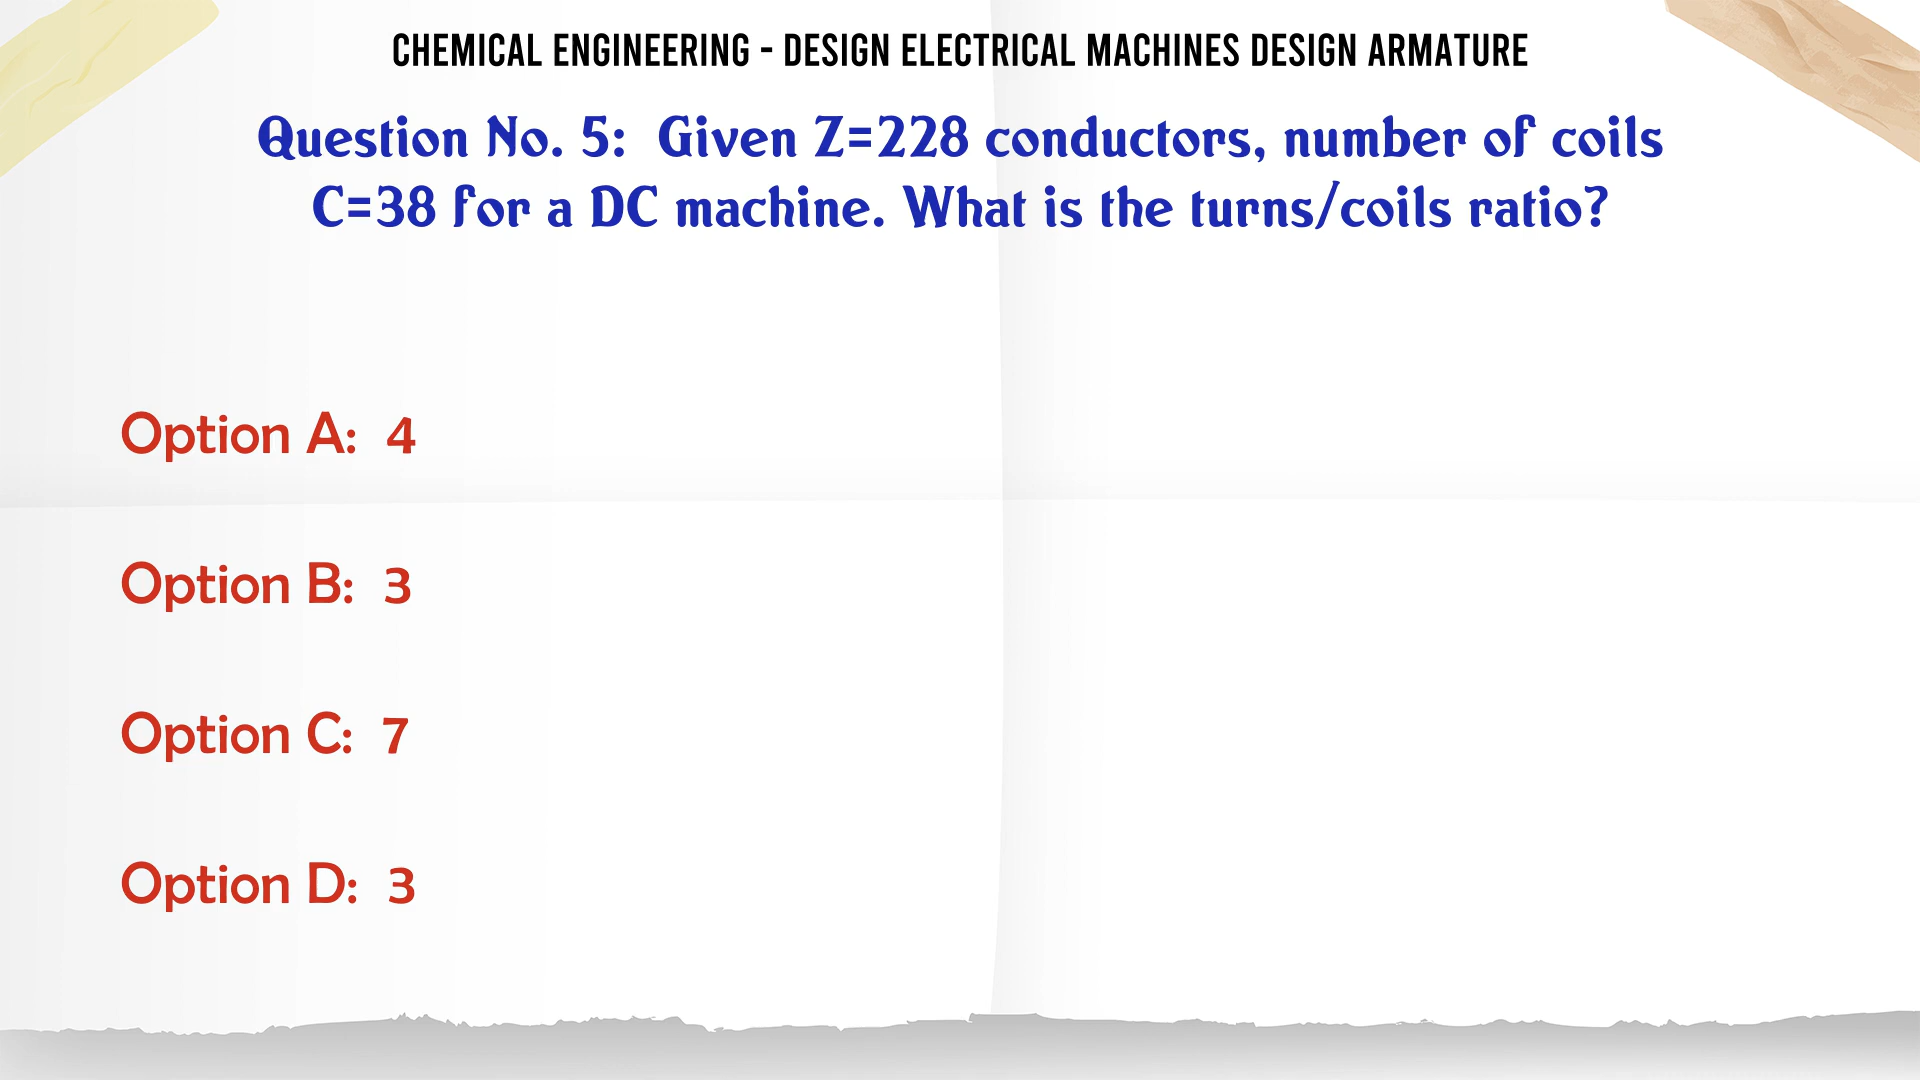 CHEMICAL ENGINEERING - DESIGN ELECTRICAL MACHINES DESIGN ARMATURE
Question No. 5: Given Z=228 conductors, number of coils
C=38 for a DC machine. What is the turns/coils ratio?
Option A: 4
Option B: 3
Option C: 7
Option D: 3